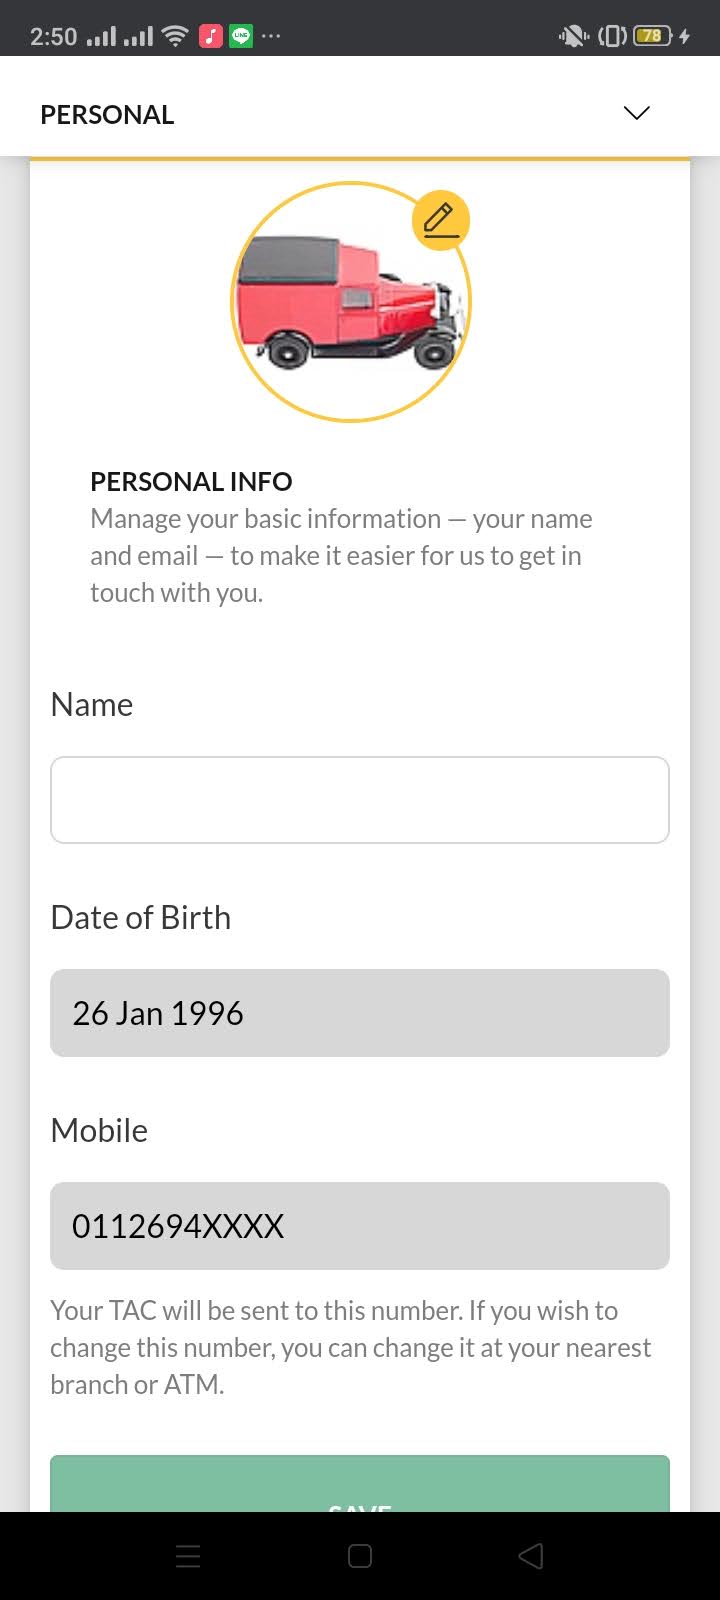 2:50
LINE
78
PERSONAL
PERSONAL INFO
Manage your basic information — your name
and email — to make it easier for us to get in
touch with you.
Name
Date of Birth
26 Jan 1996
Mobile
0112694XXXX
Your TAC will be sent to this number. If you wish to
change this number, you can change it at your nearest
branch or ATM.
SAVE